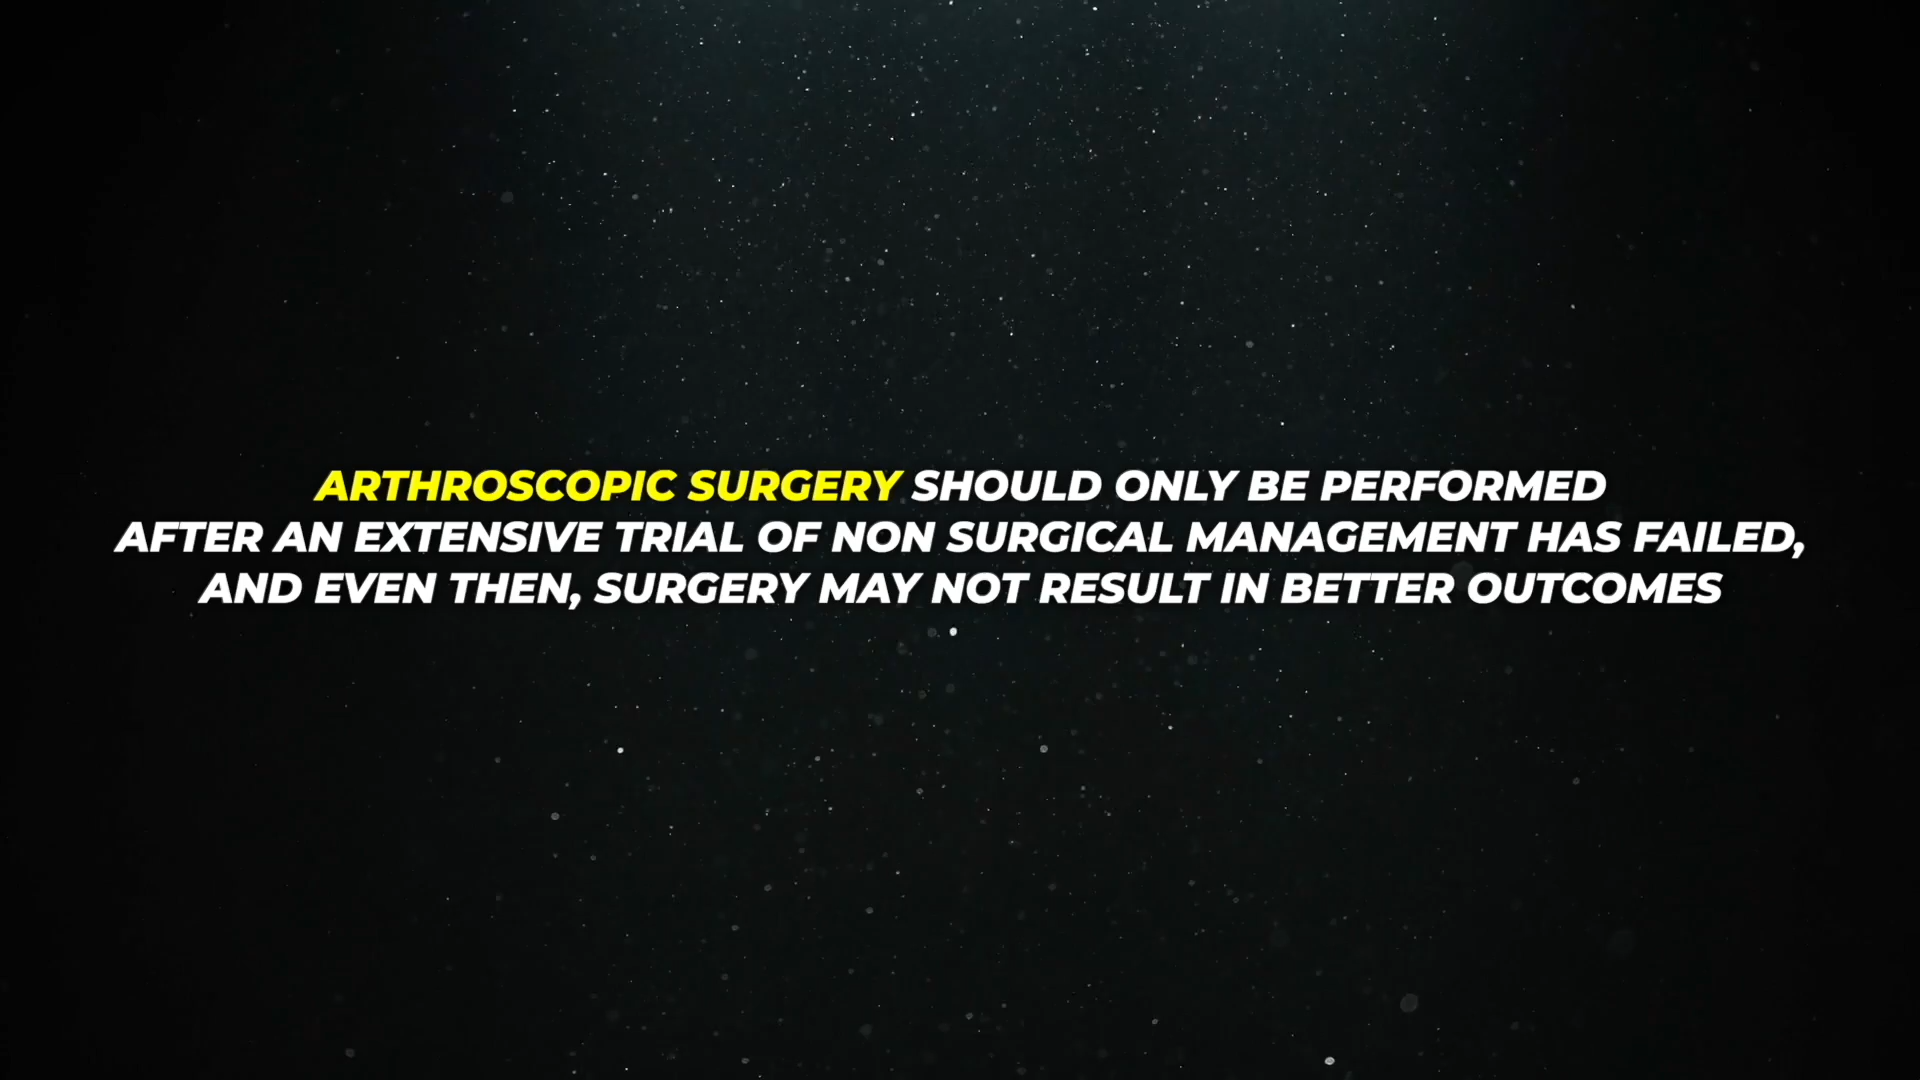 ARTHROSCOPIC SURGERY SHOULD ONLY BE PERFORMED
AFTER AN EXTENSIVE TRIAL OF NON SURGICAL MANAGEMENT HAS FAILED,
AND EVEN THEN, SURGERY MAY NOT RESULT IN BETTER OUTCOMES